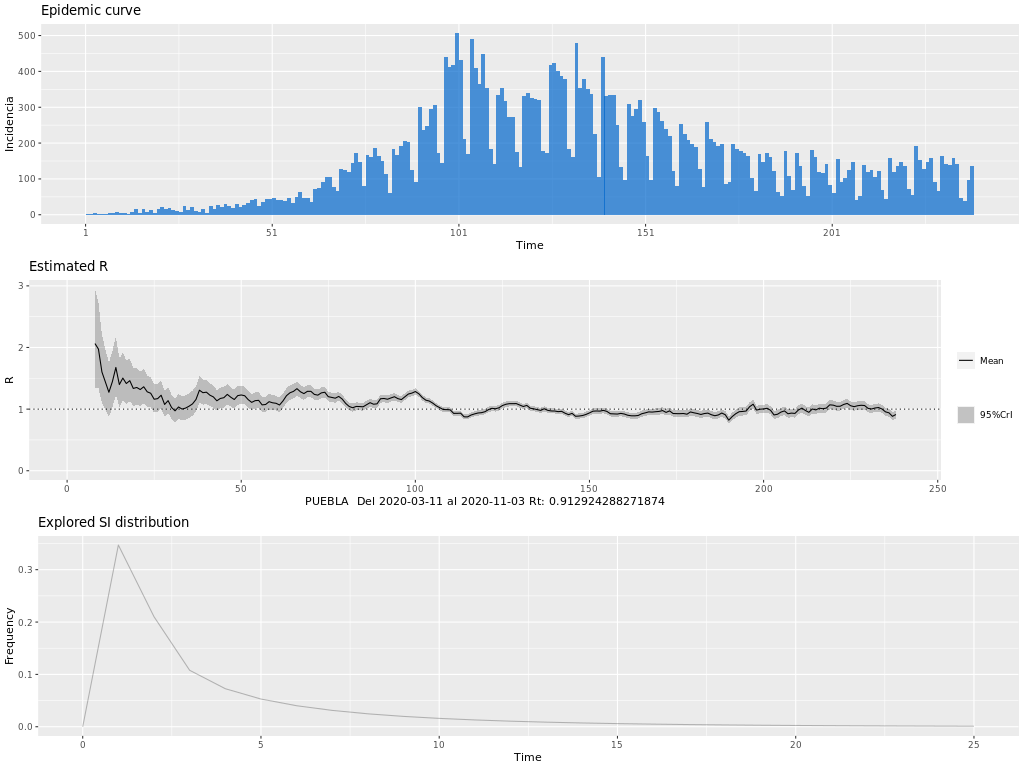 Epidemic curve
500
400
300
200
100
0
Incidencia
1 51 101 151 201
Time
Estimated R
3
2
1
0
R
Mean
95%CrI
0 50 100 150 200 250
PUEBLA Del 2020-03-11 al 2020-11-03 Rt: 0.912924288271874
Explored SI distribution
0.3
0.2
0.1
0.0
Frequency
0 5 10 15 20 25
Time